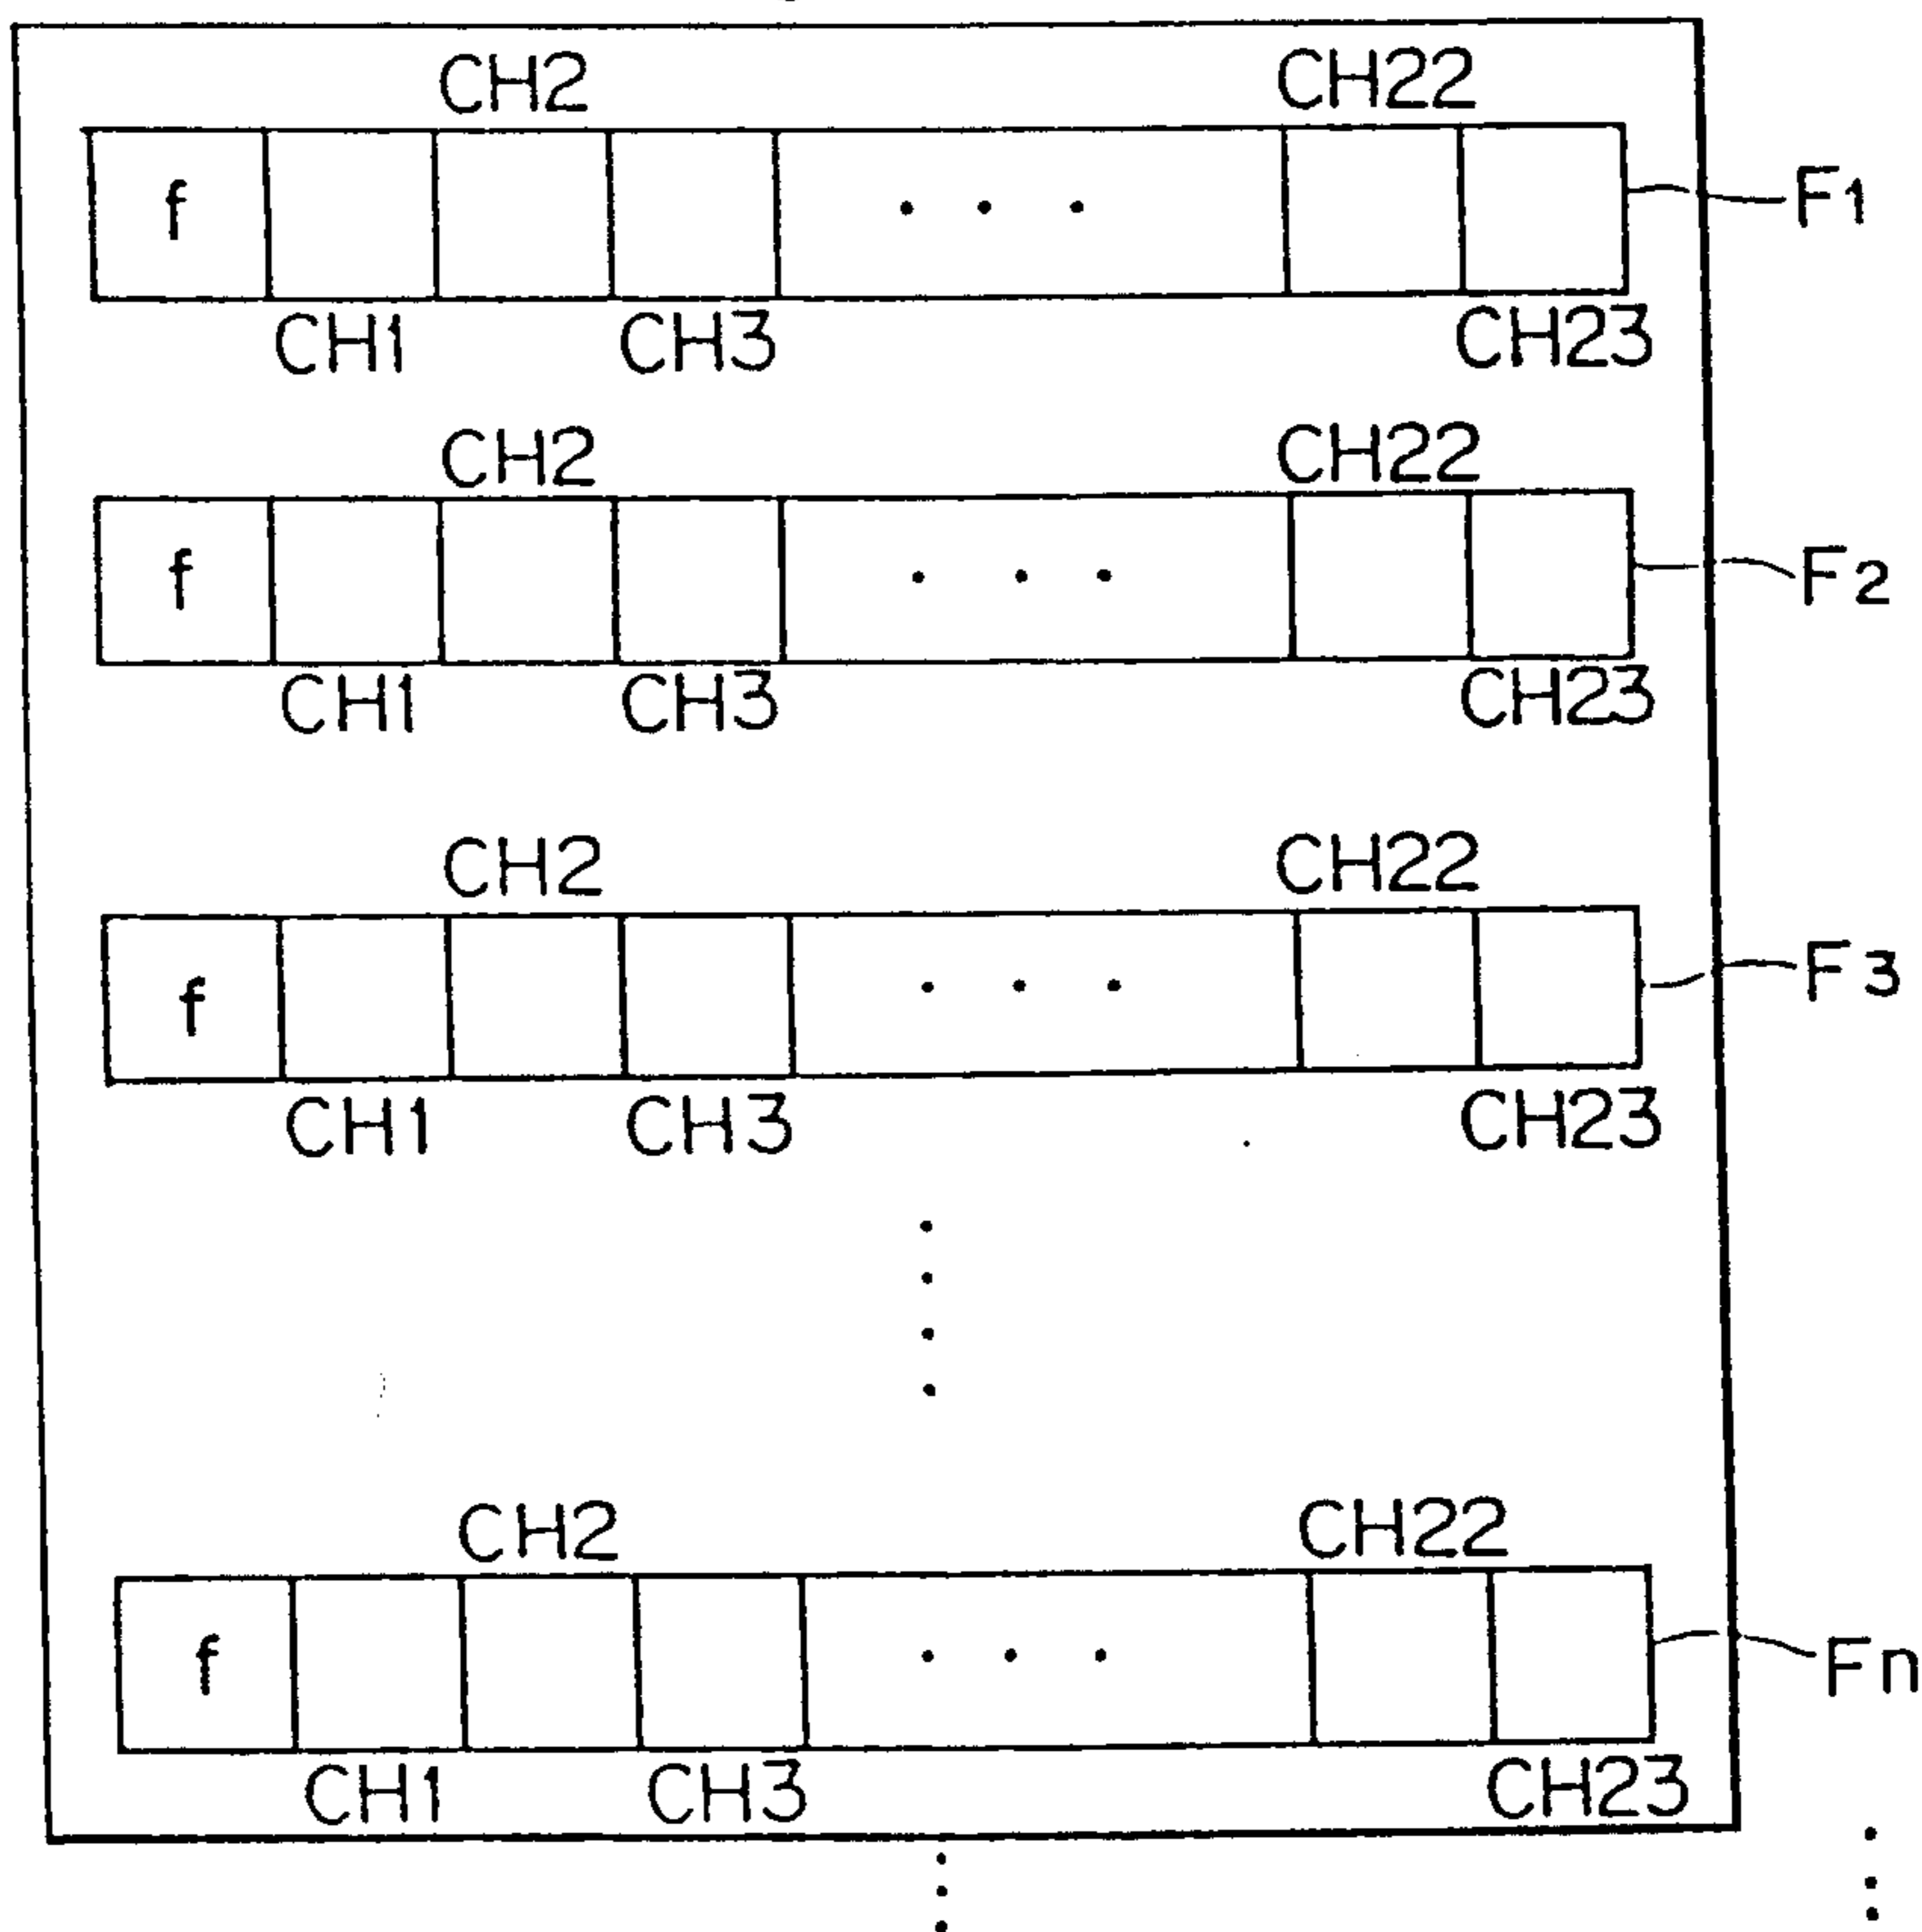 CH2 CH22
f . . . F1
CH1 CH3 CH23
CH2 CH22
f . . . F2
CH1 CH3 CH23
CH2 CH22
f . . . F3
CH1 CH3 CH23
CH2 CH22
f . . . Fn
CH1 CH3 CH23